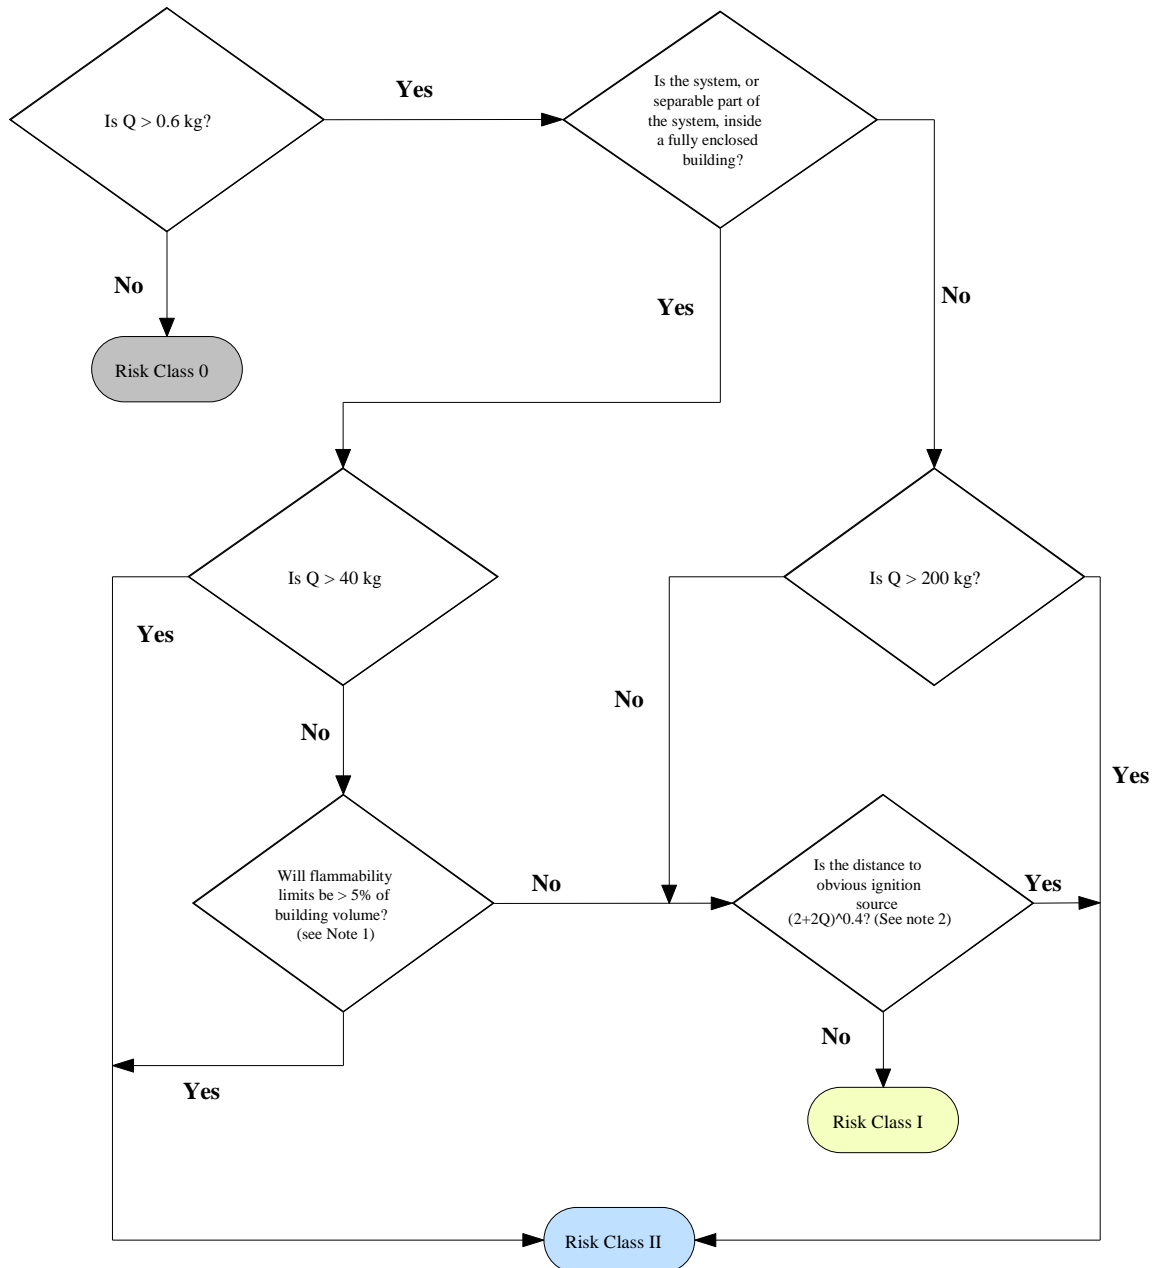 Is Q > 0.6 kg?
Yes
Is the system, or
separable part of
the system, inside
a fully enclosed
building?
No
Risk Class 0
Yes
No
Is Q > 40 kg
Is Q > 200 kg?
Yes
No
No
Yes
Will flammability
limits be > 5% of
building volume?
(see Note 1)
No
Is the distance to
obvious ignition
source
(2+2Q)^0.4? (See note 2)
Yes
Yes
No
Risk Class I
Risk Class II